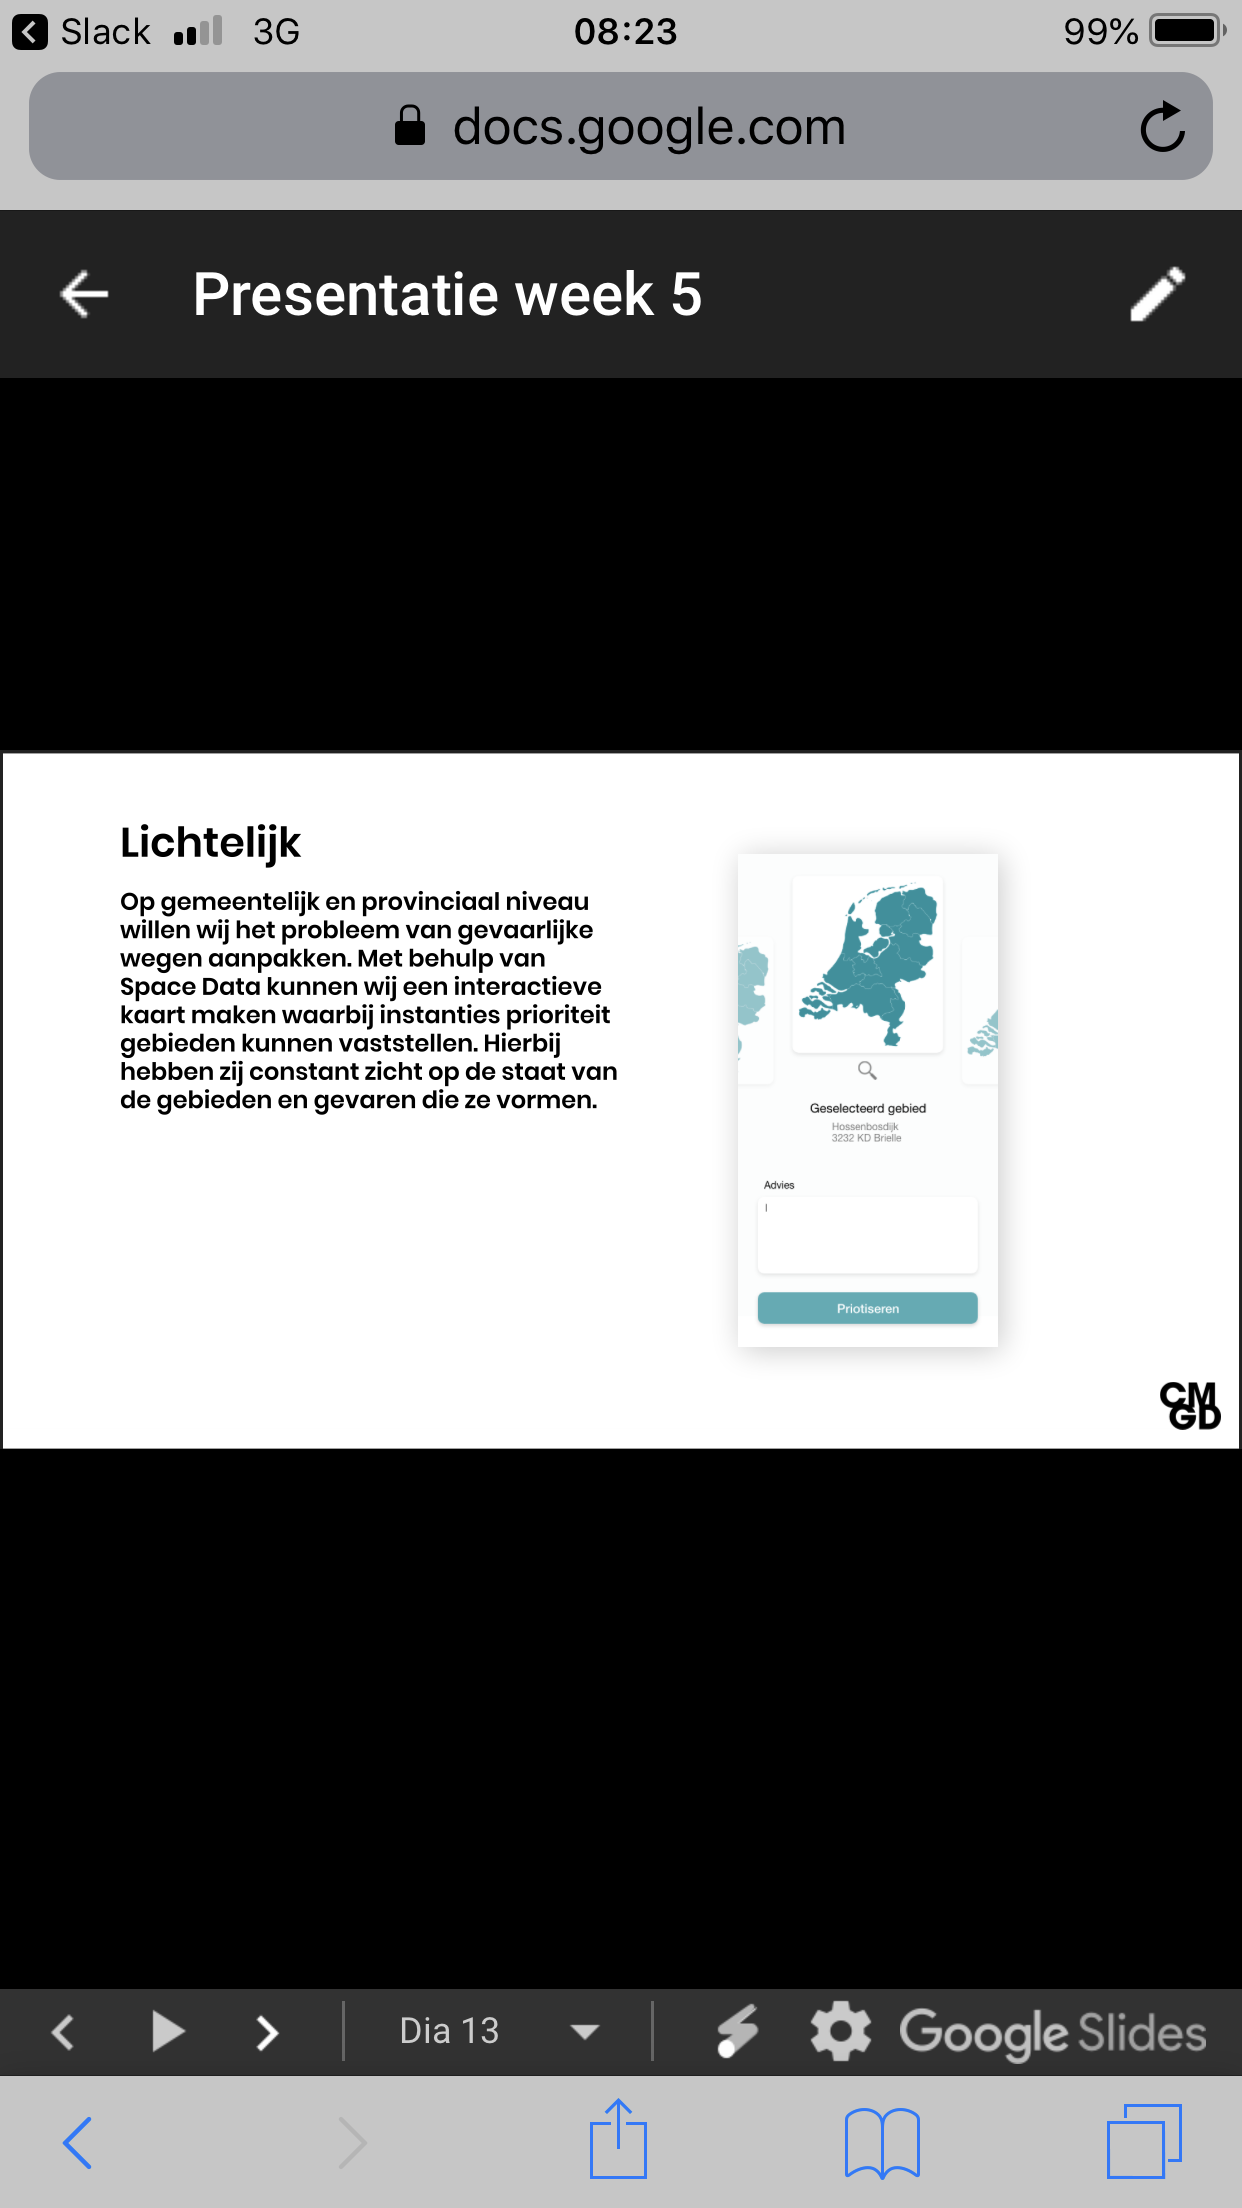 Slack 3G 08:23 99%
docs.google.com
Presentatie week 5
Lichtelijk
Op gemeentelijk en provinciaal niveau
willen wij het probleem van gevaarlijke
wegen aanpakken. Met behulp van
Space Data kunnen wij een interactieve
kaart maken waarbij instanties prioriteit
gebieden kunnen vaststellen. Hierbij
hebben zij constant zicht op de staat van
de gebieden en gevaren die ze vormen.
Geselecteerd gebied
Hossenbosdijk
3232 KD Brielle
Advies
Priotiseren
CM
GD
Dia 13
Google Slides